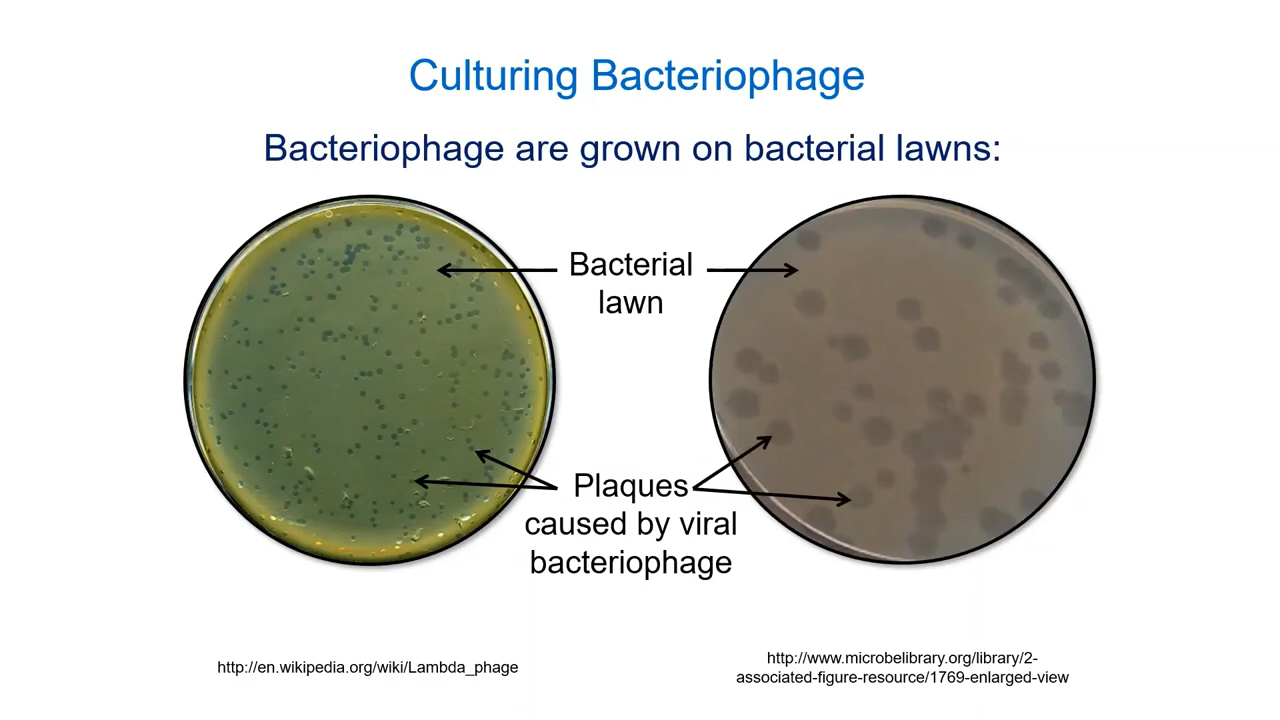 Culturing Bacteriophage
Bacteriophage are grown on bacterial lawns:
Bacterial
lawn
Plaques
caused by viral
bacteriophage
http://en.wikipedia.org/wiki/Lambda_phage
http://www.microbelibrary.org/library/2-
associated-figure-resource/1769-enlarged-view